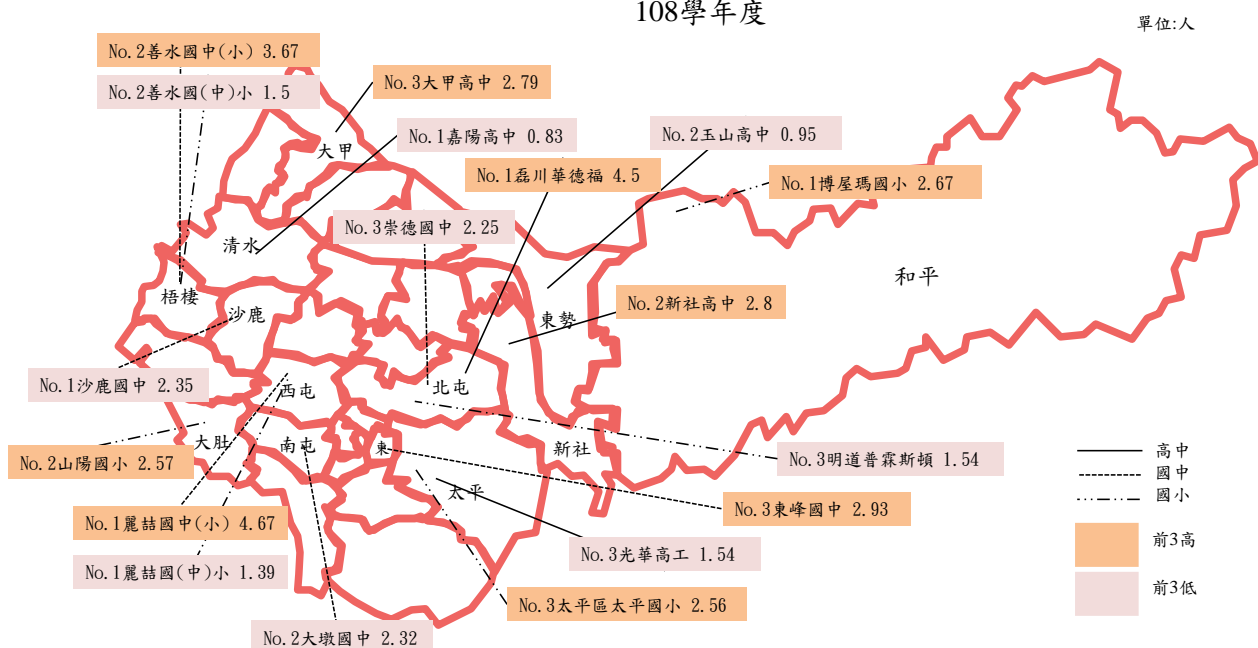 108學年度
單位:人
No.2善水國中(小) 3.67
No.3大甲高中 2.79
No.2善水國(中)小 1.5
No.1嘉陽高中 0.83
No.2玉山高中 0.95
大甲
No.1磊川華德福 4.5
No.1博屋瑪國小 2.67
No.3崇德國中 2.25
清水
和平
梧棲
沙鹿
No.2新社高中 2.8
東勢
No.1沙鹿國中 2.35
西屯
北屯
大肚
南屯
東
新社
高中
No.2山陽國小 2.57
No.3明道普霖斯頓 1.54
國中
太平
國小
No.3東峰國中 2.93
No.1麗喆國中(小) 4.67
前3高
No.3光華高工 1.54
No.1麗喆國(中)小 1.39
前3低
No.3太平區太平國小 2.56
No.2大墩國中 2.32